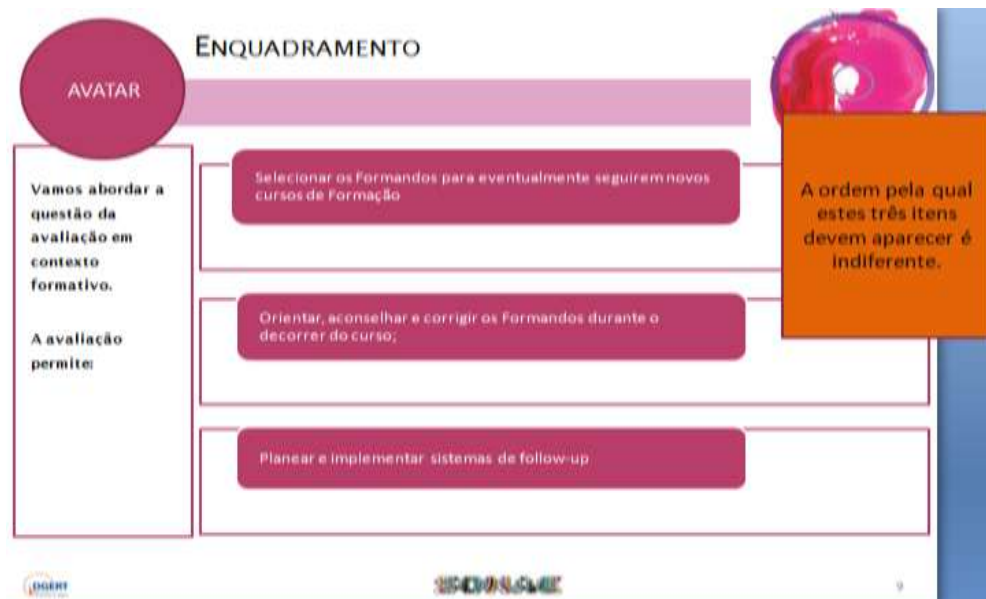 ENQUADRAMENTO
AVATAR
Vamos abordar a
questão da
avaliação em
contexto
formativo.
A avaliação
permite:
Selecionar os Formandos para eventualmente seguirem novos
cursos de Formação
Orientar, aconselhar e corrigir os Formandos durante o
decorrer do curso;
Planear e implementar sistemas de follow-up
A ordem pela qual
estes três itens
devem aparecer é
indiferente.
DGERT
9